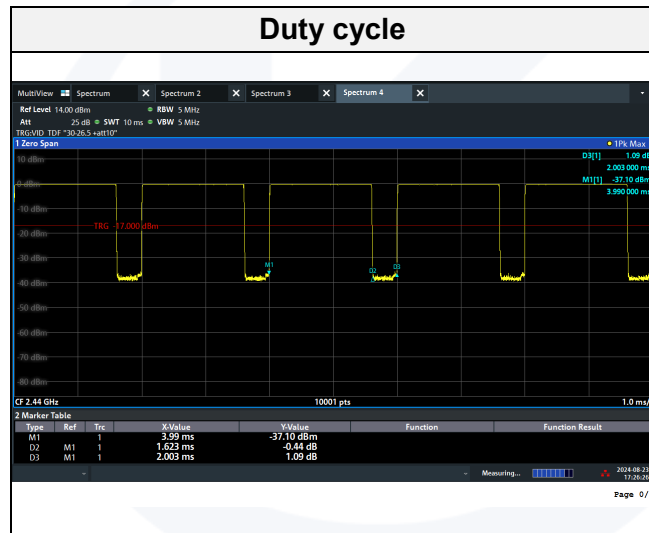 Duty cycle
MultiView Spectrum X Spectrum 2 X Spectrum 3 X Spectrum 4 X
Ref Level 14.00 dBm RBW 5 MHz
Att 25 dB SWT 10 ms VBW 5 MHz
TRG:VID TDF "30-26.5 +att10"
1 Zero Span 1Pk Max
D3[1] 1.09 dB
2.003 000 ms
M1[1] -37.10 dBm
3.990 000 ms
10 dBm
0 dBm
-10 dBm
TRG -17.000 dBm
-20 dBm
-30 dBm
M1
D2 D3
-40 dBm
-50 dBm
-60 dBm
-70 dBm
-80 dBm
CF 2.44 GHz 10001 pts 1.0 ms/
2 Marker Table
Type Ref Trc X-Value Y-Value Function Function Result
M1 1 3.99 ms -37.10 dBm
D2 M1 1 1.623 ms -0.44 dB
D3 M1 1 2.003 ms 1.09 dB
Measuring... 2024-08-23
17:26:26
Page 0/